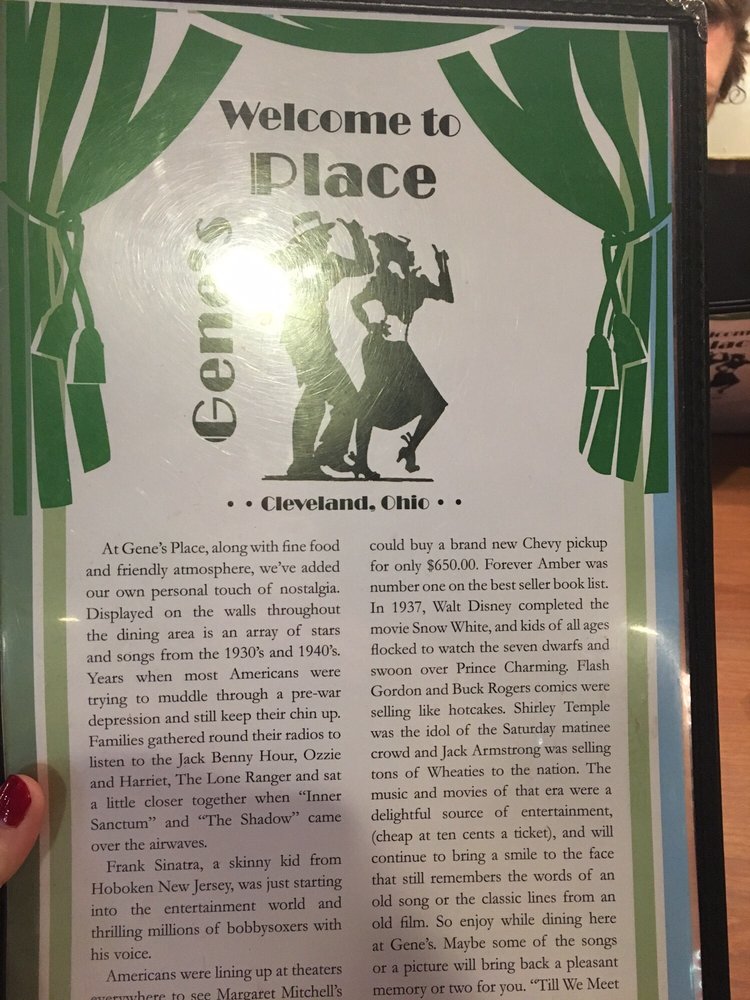 Welcome to
Place
Gene's
• • Cleveland, Ohio • •
At Gene's Place, along with fine food
and friendly atmosphere, we've added
our own personal touch of nostalgia.
Displayed on the walls throughout
the dining area is an array of stars
and songs from the 1930's and 1940's.
Years when most Americans were
trying to muddle through a pre-war
depression and still keep their chin up.
Families gathered round their radios to
listen to the Jack Benny Hour, Ozzie
and Harriet, The Lone Ranger and sat
a little closer together when “Inner
Sanctum” and “The Shadow” came
over the airwaves.
Frank Sinatra, a skinny kid from
Hoboken New Jersey, was just starting
into the entertainment world and
thrilling millions of bobbysoxers with
his voice.
Americans were lining up at theaters
everywhere to see Margaret Mitchell's
could buy a brand new Chevy pickup
for only $650.00. Forever Amber was
number one on the best seller book list.
In 1937, Walt Disney completed the
movie Snow White, and kids of all ages
flocked to watch the seven dwarfs and
swoon over Prince Charming. Flash
Gordon and Buck Rogers comics were
selling like hotcakes. Shirley Temple
was the idol of the Saturday matinee
crowd and Jack Armstrong was selling
tons of Wheaties to the nation. The
music and movies of that era were a
delightful source of entertainment,
(cheap at ten cents a ticket), and will
continue to bring a smile to the face
that still remembers the words of an
old song or the classic lines from an
old film. So enjoy while dining here
at Gene's. Maybe some of the songs
or a picture will bring back a pleasant
memory or two for you. “Till We Meet